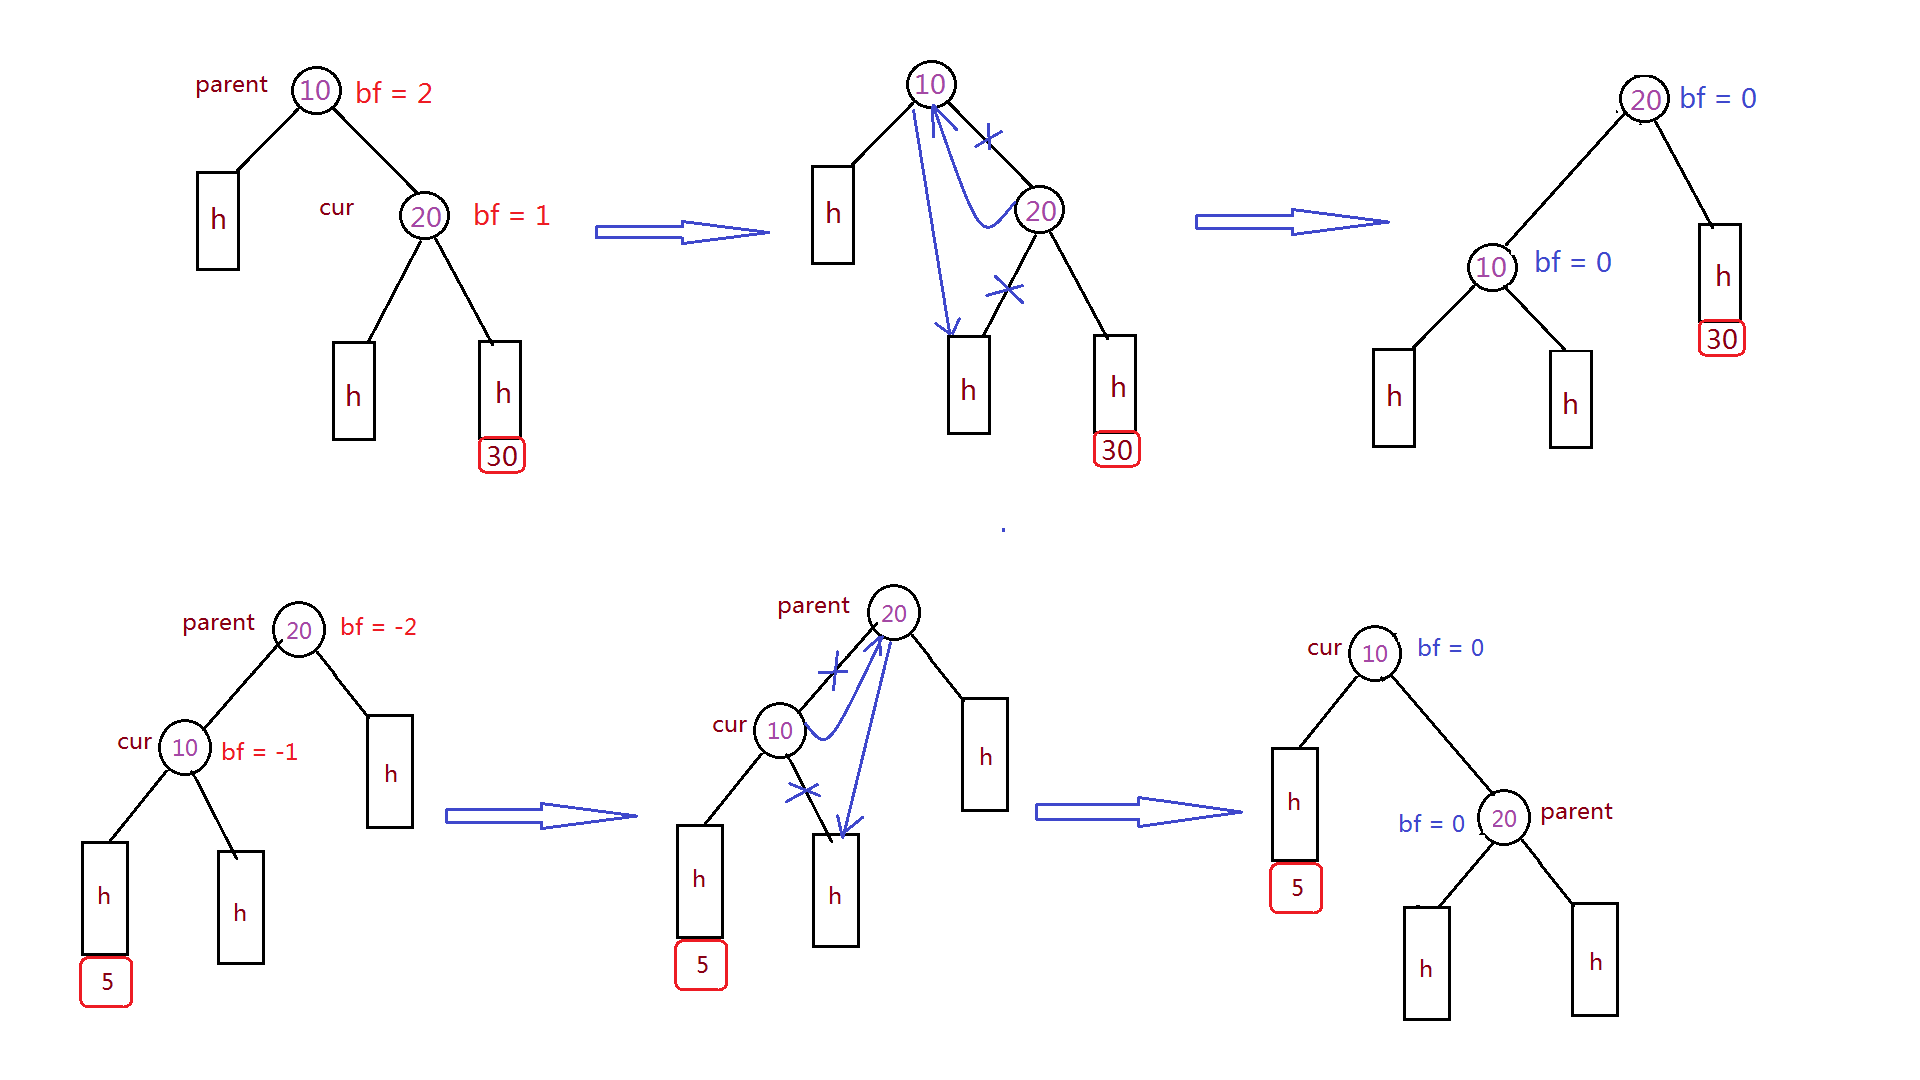 parent 10 bf = 2
h cur 20 bf = 1
h h
30
10
h 20
h h
30
20 bf = 0
10 bf = 0 h
30
h h
parent 20 bf = -2
cur 10 bf = -1 h
h h
5
parent 20
cur 10 h
h h
5
cur 10 bf = 0
h bf = 0 20 parent
5
h h